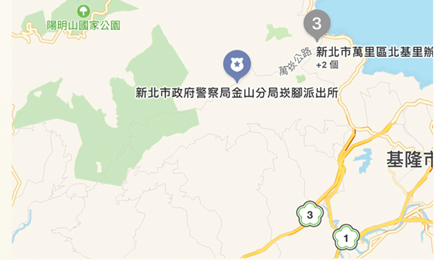 陽明山國家公園
3
新北市萬里區北基里辦
+2 個
萬崁公路
新北市政府警察局金山分局崁腳派出所
基隆市
3
1